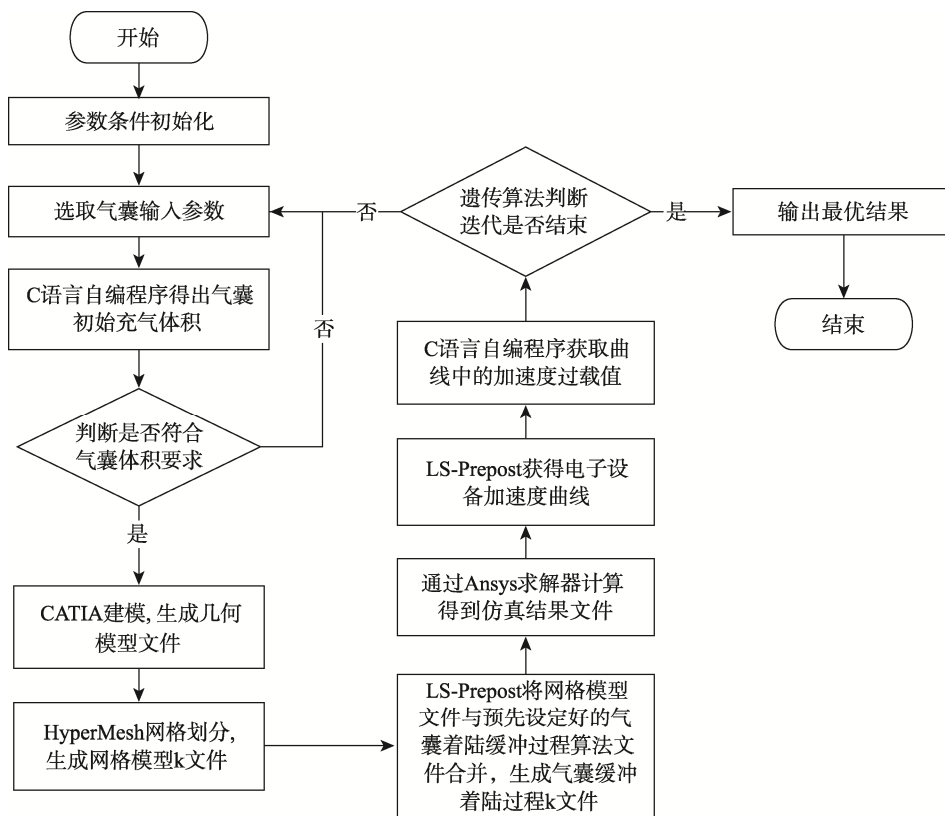 开始
参数条件初始化
选取气囊输入参数
C语言自编程序得出气囊
初始充气体积
判断是否符合
气囊体积要求
否
是
CATIA建模, 生成几何
模型文件
HyperMesh网格划分,
生成网格模型k文件
LS-Prepost将网格模型
文件与预先设定好的气
囊着陆缓冲过程算法文
件合并，生成气囊缓冲
着陆过程k文件
通过Ansys求解器计算
得到仿真结果文件
LS-Prepost获得电子设
备加速度曲线
C语言自编程序获取曲
线中的加速度过载值
遗传算法判断
迭代是否结束
否
是
输出最优结果
结束